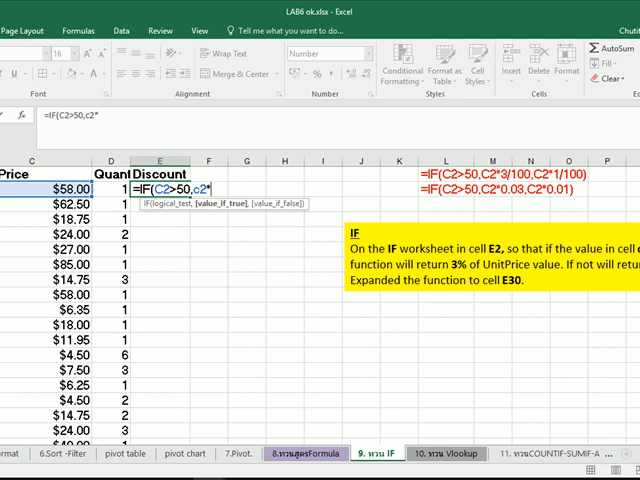 LAB6 ok.xlsx - Excel
Page Layout Formulas Data Review View Tell me what you want to do... Chutit
16 A A Wrap Text Number AutoSum
U A Merge & Center % , Conditional Formatting Format as Table Cell Styles Insert Delete Format Fill Clear
Font Alignment Number Styles Cells
fx =IF(C2>50,c2*
C D E F G H I J K L M N O P
Price Quant Discount =IF(C2>50,C2*3/100,C2*1/100)
$58.00 1 =IF(C2>50,c2* =IF(C2>50,C2*0.03,C2*0.01)
$62.50 1 IF(logical_test, [value_if_true], [value_if_false])
$18.75 1
$24.00 2
$27.00 1
$85.00 1
$14.75 3
$58.00 1
$6.35 1
$18.00 1
$11.95 1
$4.50 6
$7.50 3
$6.25 1
$4.50 2
$14.75 2
$24.00 3
IF
On the IF worksheet in cell E2, so that if the value in cell
function will return 3% of UnitPrice value. If not will retu
Expanded the function to cell E30.
ormat 6.Sort -Filter pivot table pivot chart 7.Pivot. 8.ทวนสูตรFormula 9. ทวน IF 10. ทวน Vlookup 11. ทวนCOUNTIF-SUMIF-A ...